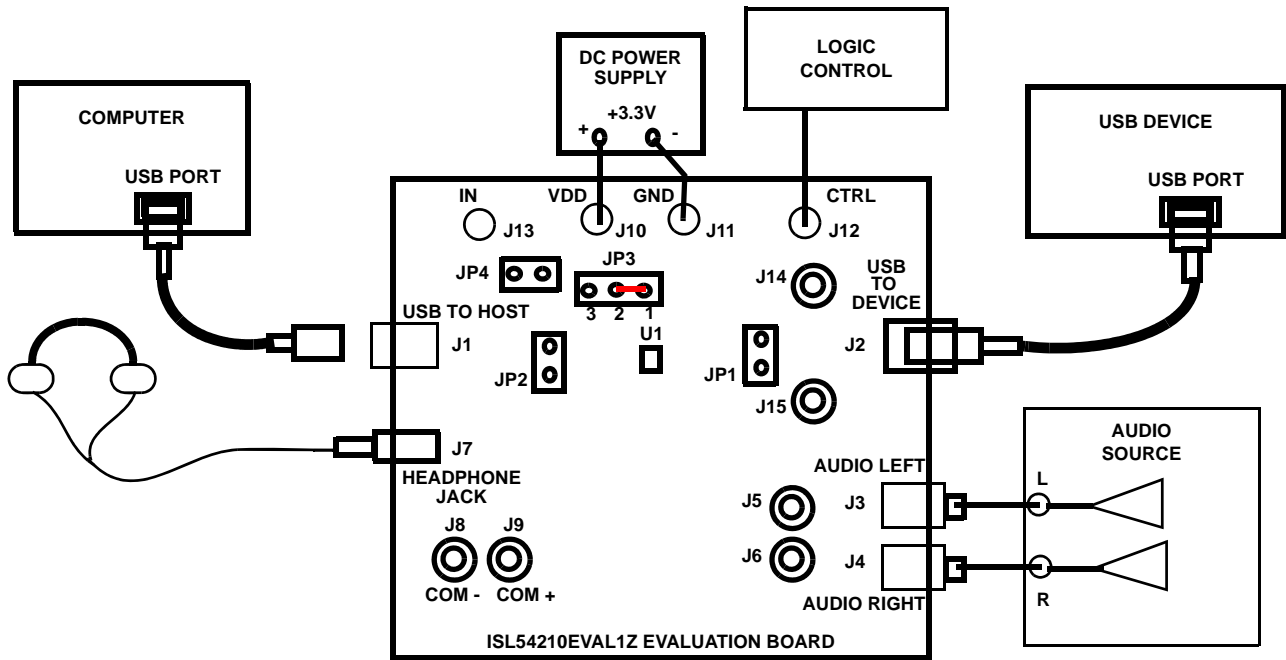 DC POWER
SUPPLY
+3.3V
+
-
LOGIC
CONTROL
COMPUTER
USB PORT
USB DEVICE
USB PORT
IN
J13
VDD
J10
GND
J11
CTRL
J12
JP4
JP3
3
2
1
U1
J14
USB
TO
DEVICE
USB TO HOST
J1
JP2
JP1
J2
J15
J7
HEADPHONE
JACK
J8
J9
COM -
COM +
AUDIO LEFT
J5
J3
J6
J4
AUDIO RIGHT
AUDIO
SOURCE
L
R
ISL54210EVAL1Z EVALUATION BOARD